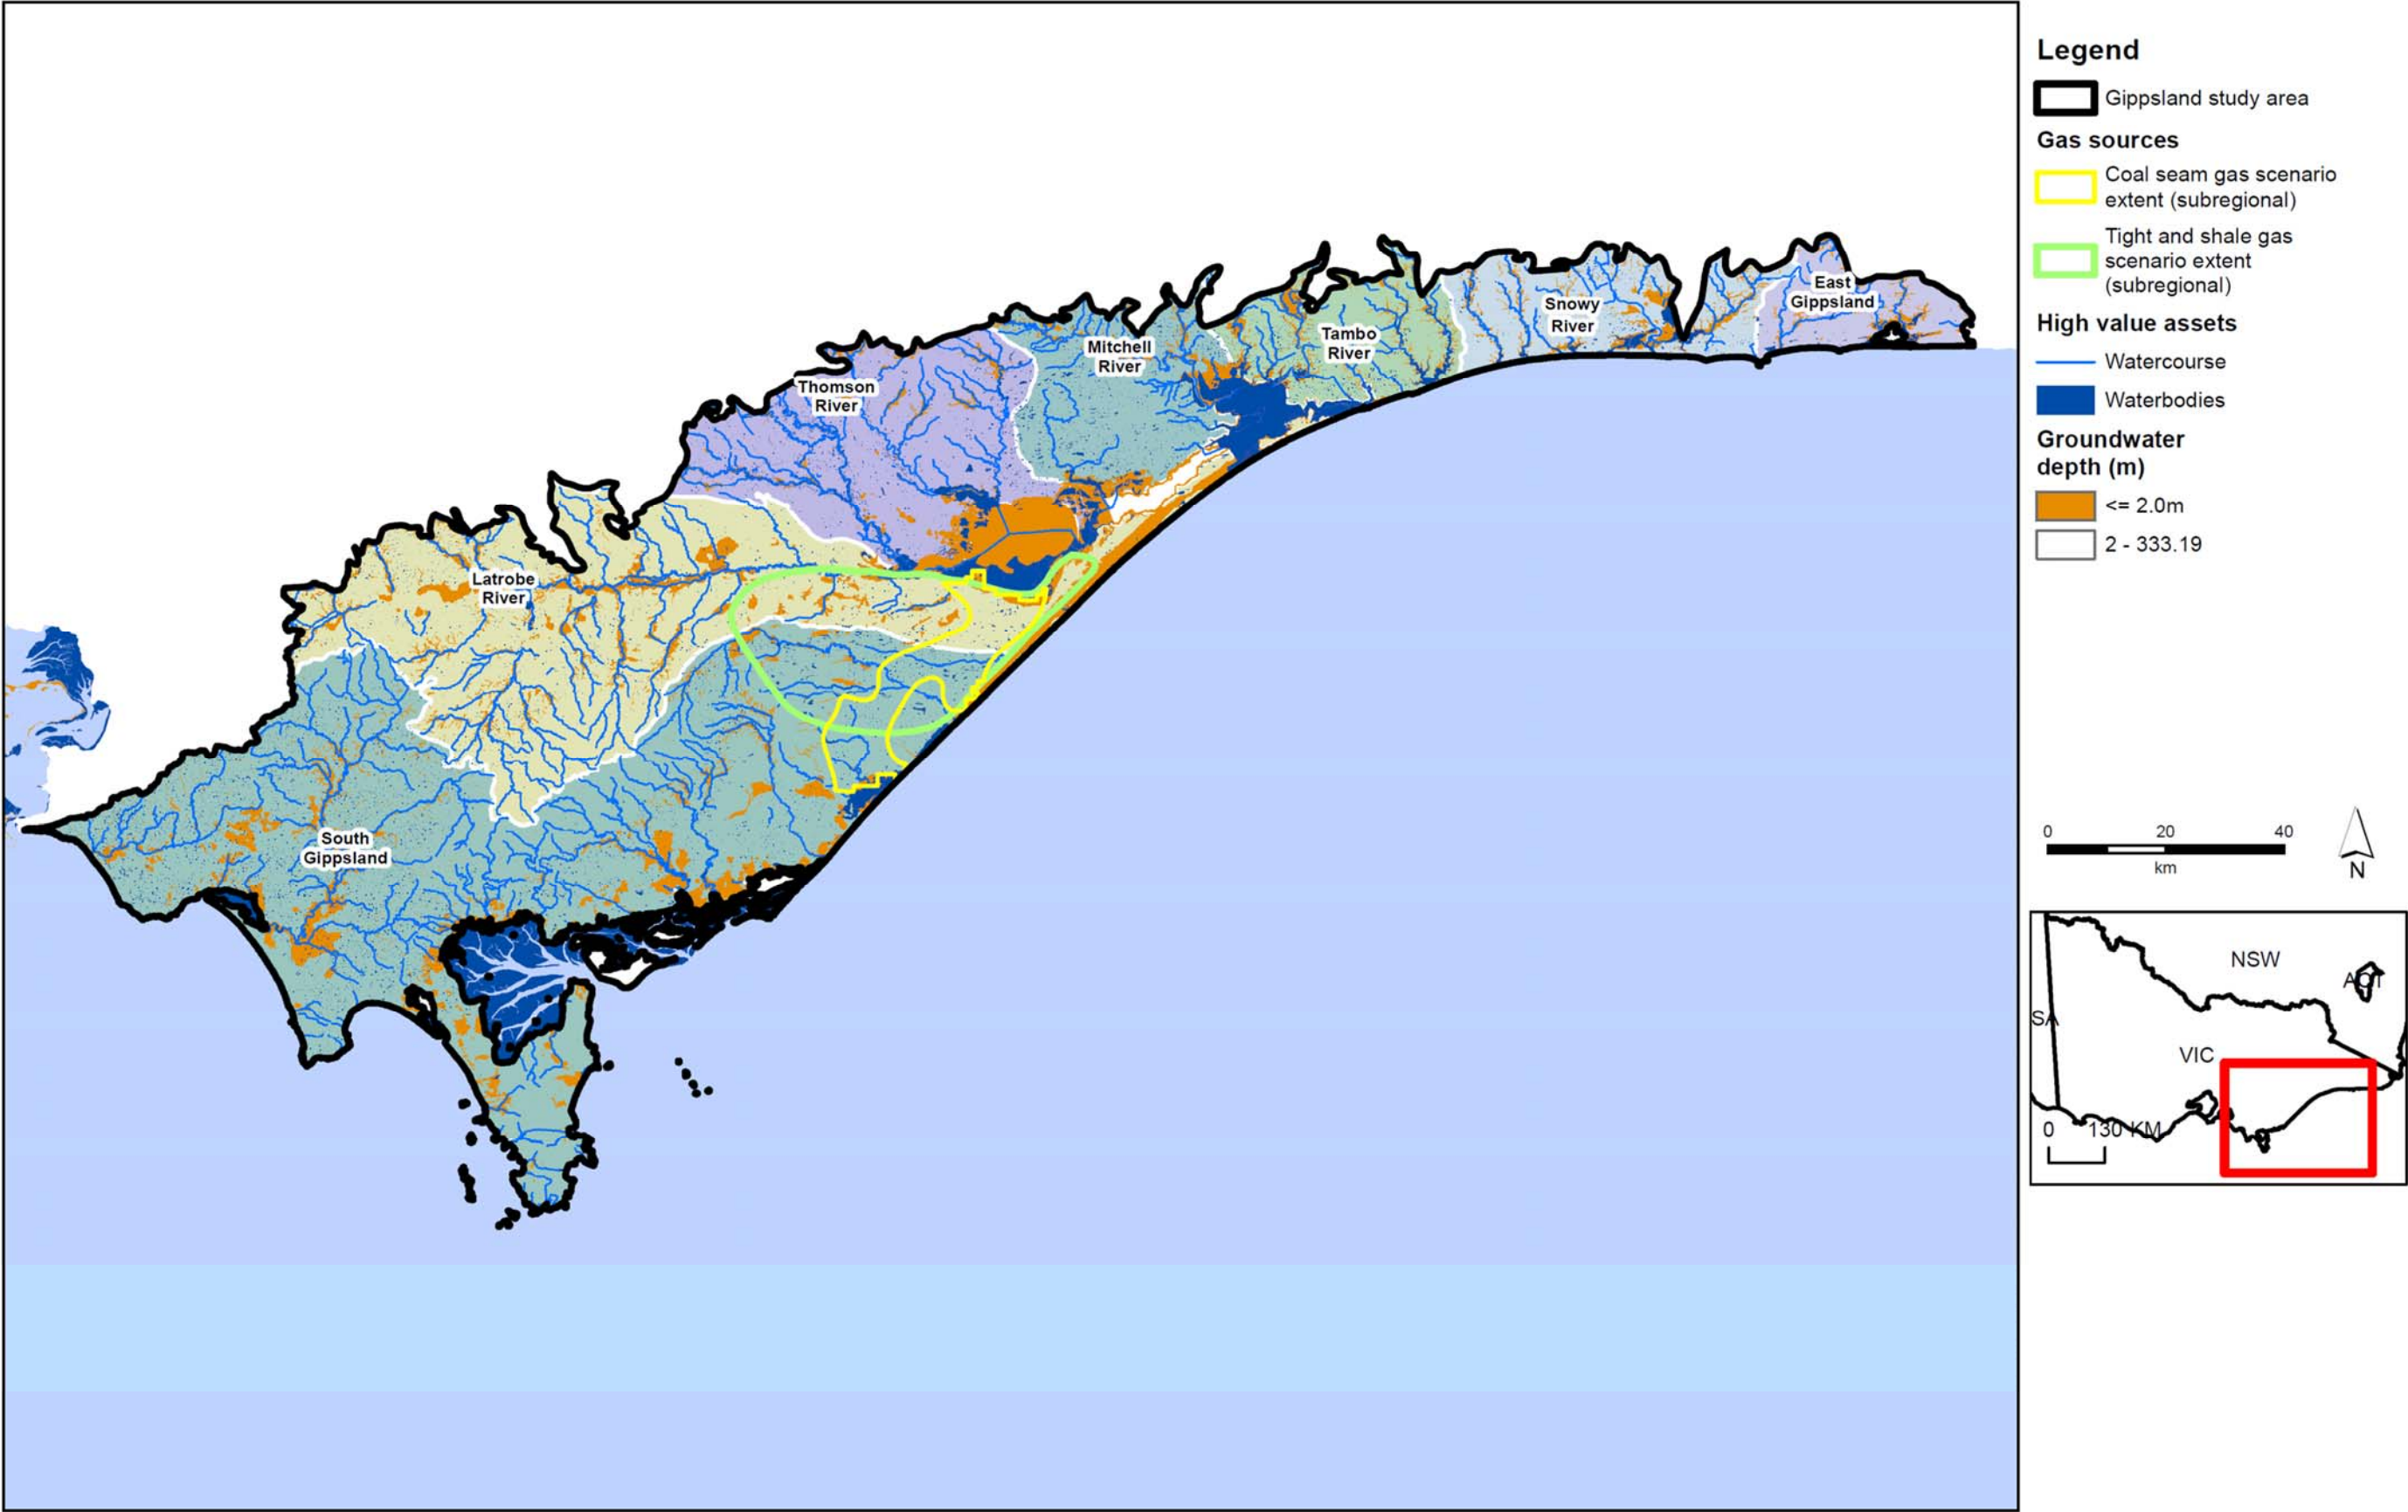 East
Gippsland
Snowy
River
Tambo
River
Mitchell
River
Thomson
River
Latrobe
River
South
Gippsland
Legend
Gippsland study area
Gas sources
Coal seam gas scenario
extent (subregional)
Tight and shale gas
scenario extent
(subregional)
High value assets
Watercourse
Waterbodies
Groundwater
depth (m)
<= 2.0m
2 - 333.19
0 20 40
km
N
NSW
ACT
SA
VIC
0 130 KM